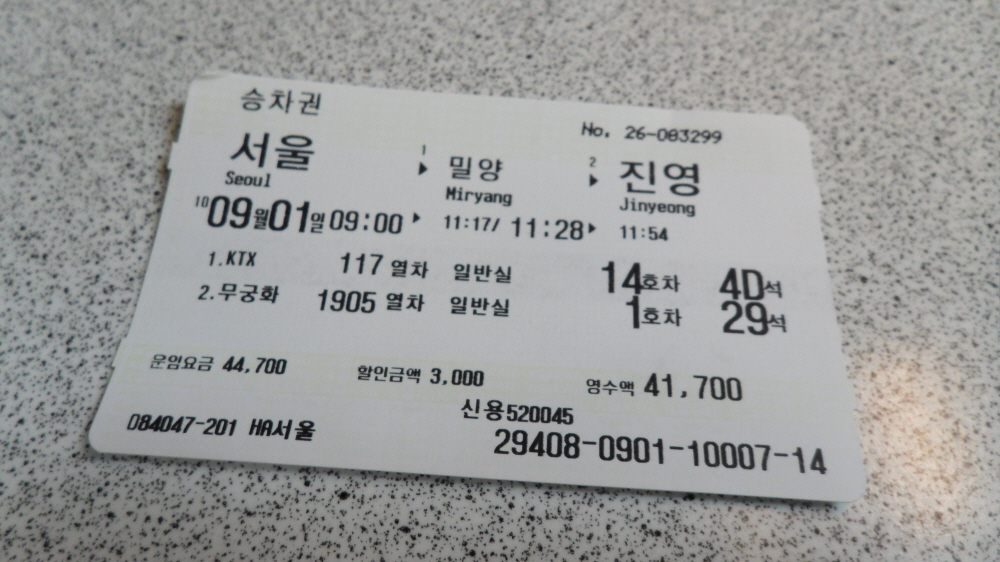 승차권
No. 26-083299
서울 1 ▶ 밀양 2 ▶ 진영
Seoul Miryang Jinyeong
10 09월01일 09:00 ▶ 11:17/ 11:28 ▶ 11:54
1.KTX 117 열차 일반실 14호차 4D석
2.무궁화 1905 열차 일반실 1호차 29석
운임요금 44,700 할인금액 3,000 영수액 41,700
신용520045
084047-201 HA서울 29408-0901-10007-14